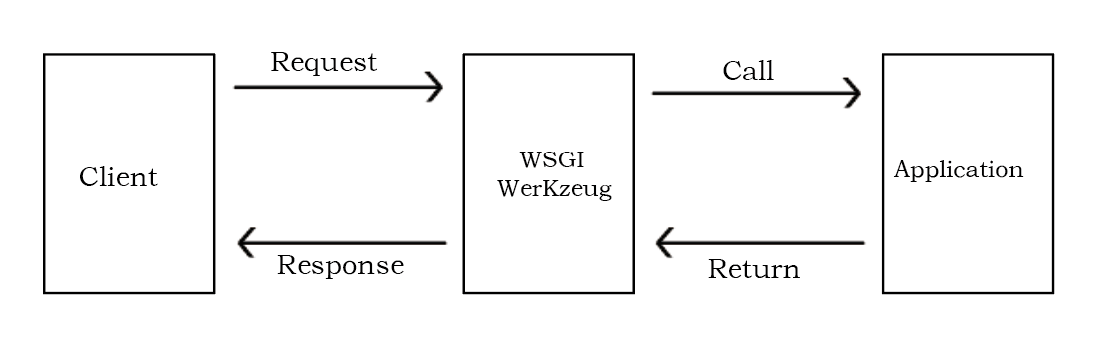 Request
Call
Client
WSGI
WerKzeug
Application
Response
Return